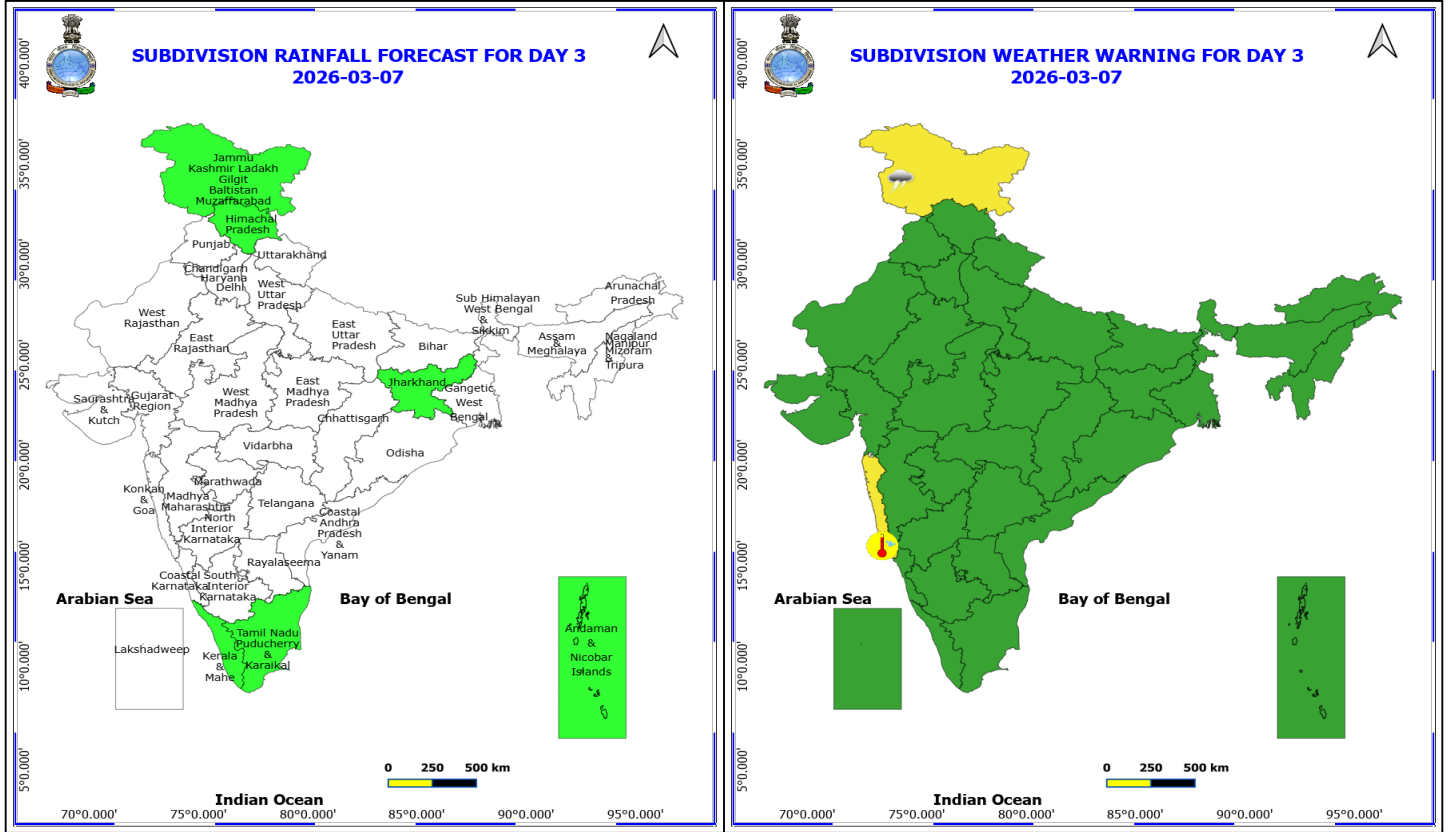 SUBDIVISION RAINFALL FORECAST FOR DAY 3
2026-03-07
40°0.000'
35°0.000'
30°0.000'
25°0.000'
20°0.000'
15°0.000'
10°0.000'
5°0.000'
Jammu
Kashmir Ladakh
Gilgit
Baltistan
Muzaffarabad
Himachal
Pradesh
Punjab
Uttarakhand
Chandigarh
Haryana
Delhi
West
Uttar
Pradesh
Arunachal
Pradesh
Sub Himalayan
West Bengal
&
Sikkim
West
Rajasthan
East
Rajasthan
East
Uttar
Pradesh
Bihar
Assam
&
Meghalaya
Nagaland
Manipur
Mizoram
&
Tripura
Jharkhand
Gangetic
West
Bengal
Saurashtra
&
Kutch
Gujarat
Region
West
Madhya
Pradesh
East
Madhya
Pradesh
Chhattisgarh
Vidarbha
Odisha
Konkan
&
Goa
Madhya
Maharashtra
Marathwada
Telangana
North
Interior
Karnataka
Coastal
Andhra
Pradesh
&
Yanam
Rayalaseema
Coastal
Karnataka
South
Interior
Karnataka
Arabian Sea
Bay of Bengal
Lakshadweep
Kerala
&
Mahe
Tamil Nadu
Puducherry
&
Karaikal
Andaman
&
Nicobar
Islands
0 250 500 km
Indian Ocean
70°0.000' 75°0.000' 80°0.000' 85°0.000' 90°0.000' 95°0.000'
SUBDIVISION WEATHER WARNING FOR DAY 3
2026-03-07
40°0.000'
35°0.000'
30°0.000'
25°0.000'
20°0.000'
15°0.000'
10°0.000'
5°0.000'
Arabian Sea
Bay of Bengal
0 250 500 km
Indian Ocean
70°0.000' 75°0.000' 80°0.000' 85°0.000' 90°0.000' 95°0.000'